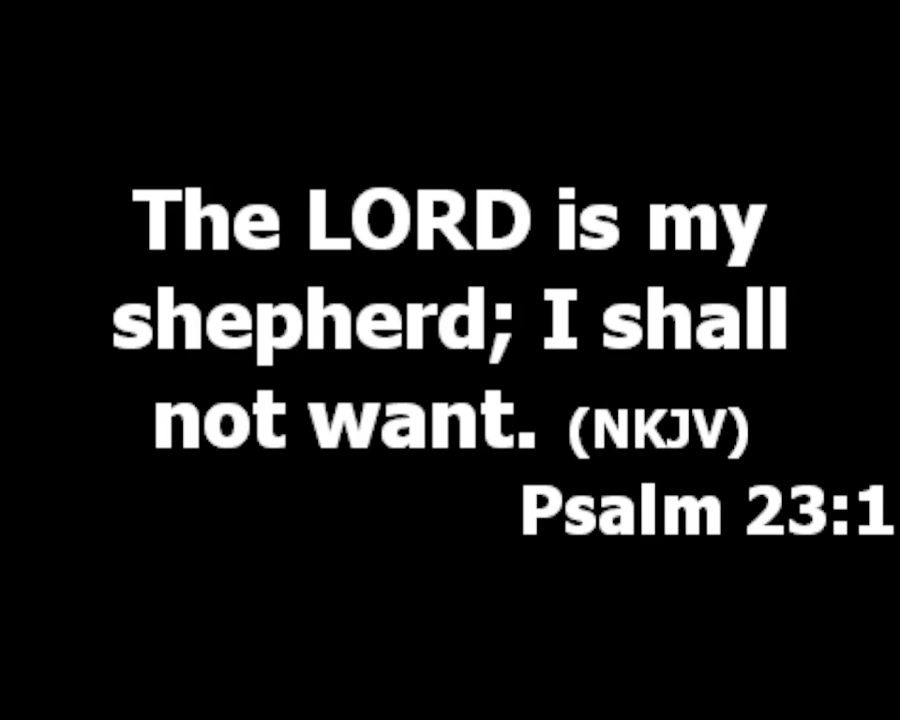 The LORD is my
shepherd; I shall
not want. (NKJV)
Psalm 23:1